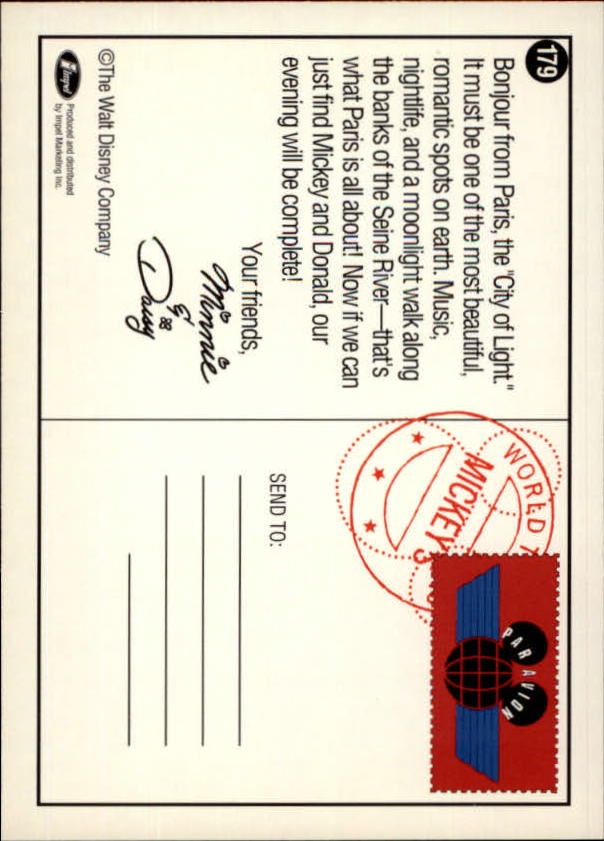 179
Bonjour from Paris, the "City of Light."
It must be one of the most beautiful,
romantic spots on earth. Music,
nightlife, and a moonlight walk along
the banks of the Seine River—that's
what Paris is all about! Now if we can
just find Mickey and Donald, our
evening will be complete!
Your friends,
Minnie
&
Daisy
©The Walt Disney Company
impel
Produced and distributed
by Impel Marketing Inc.
WORLD
MICKEY'S
PAR AVION
SEND TO: